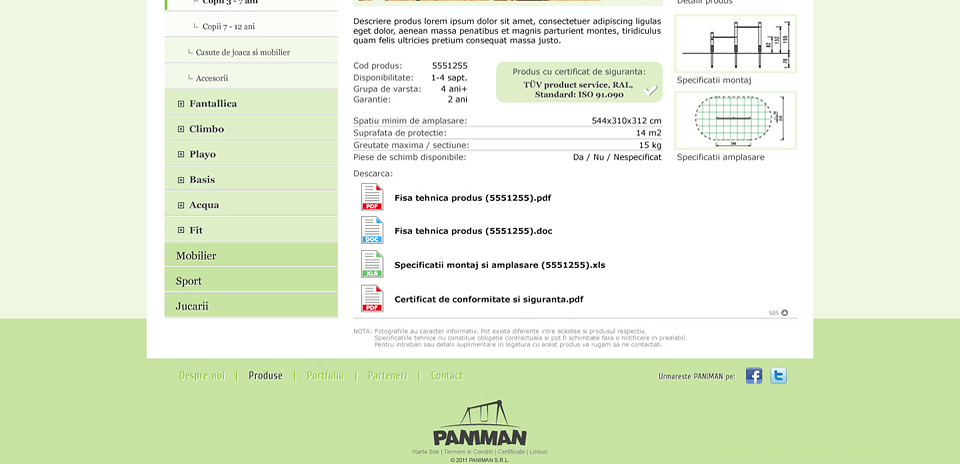 Copii 3 - 7 ani
Copii 7 - 12 ani
Casute de joaca si mobilier
Accesorii
Fantallica
Climbo
Playo
Basis
Acqua
Fit
Mobilier
Sport
Jucarii
Descriere produs lorem ipsum dolor sit amet, consectetuer adipiscing ligulas
eget dolor, aenean massa penatibus et magnis parturient montes, tiridiculus
quam felis ultricies pretium consequat massa justo.
Cod produs: 5551255
Disponibilitate: 1-4 sapt.
Grupa de varsta: 4 ani+
Garantie: 2 ani
Produs cu certificat de siguranta:
TÜV product service, RAL,
Standard: ISO 91.090
Spatiu minim de amplasare: 544x310x312 cm
Suprafata de protectie: 14 m2
Greutate maxima / sectiune: 15 kg
Piese de schimb disponibile: Da / Nu / Nespecificat
Descarca:
PDF Fisa tehnica produs (5551255).pdf
DOC Fisa tehnica produs (5551255).doc
XLS Specificatii montaj si amplasare (5551255).xls
PDF Certificat de conformitate si siguranta.pdf
sus
NOTA: Fotografiile au caracter informativ. Pot exista diferente intre acestea si produsul respectiv.
Specificatiile tehnice nu constitue obligatie contractuala si pot fi schimbate fara o notificare in prealabil.
Pentru intrebari sau detalii suplimentare in legatura cu acest produs va rugam sa ne contactati.
Detalii produs
Specificatii montaj
Specificatii amplasare
Despre noi | Produse | Portfoliu | Parteneri | Contact
Urmareste PANIMAN pe:
PANIMAN
Harta Site | Termeni si Conditii | Certificate | Linkuri
© 2011 PANIMAN S.R.L.